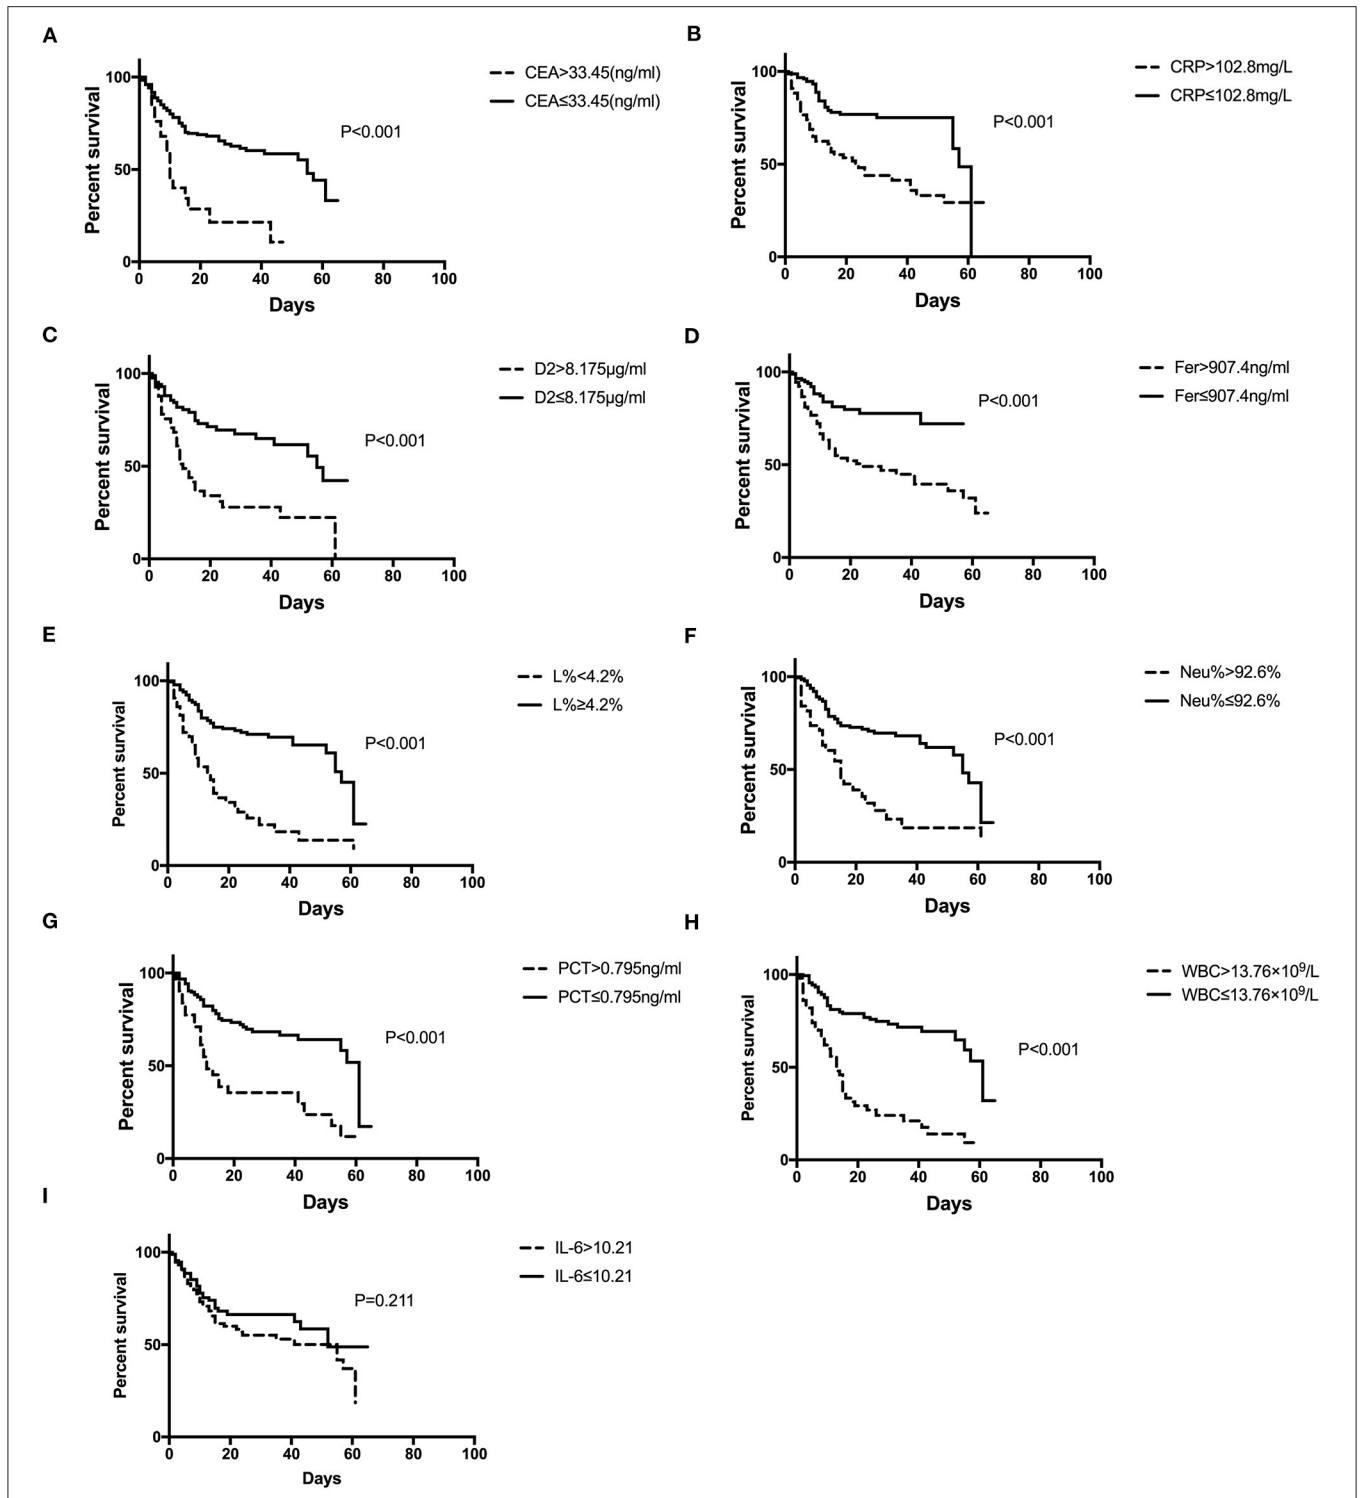 A
Percent survival
100
50
0
0 20 40 60 80 100
Days
CEA>33.45(ng/ml)
CEA≤33.45(ng/ml)
P<0.001
B
Percent survival
100
50
0
0 20 40 60 80 100
Days
CRP>102.8mg/L
CRP≤102.8mg/L
P<0.001
C
Percent survival
100
50
0
0 20 40 60 80 100
Days
D2>8.175µg/ml
D2≤8.175µg/ml
P<0.001
D
Percent survival
100
50
0
0 20 40 60 80 100
Days
Fer>907.4ng/ml
Fer≤907.4ng/ml
P<0.001
E
Percent survival
100
50
0
0 20 40 60 80 100
Days
L%<4.2%
L%≥4.2%
P<0.001
F
Percent survival
100
50
0
0 20 40 60 80 100
Days
Neu%>92.6%
Neu%≤92.6%
P<0.001
G
Percent survival
100
50
0
0 20 40 60 80 100
Days
PCT>0.795ng/ml
PCT≤0.795ng/ml
P<0.001
H
Percent survival
100
50
0
0 20 40 60 80 100
Days
WBC>13.76×10⁹/L
WBC≤13.76×10⁹/L
P<0.001
I
Percent survival
100
50
0
0 20 40 60 80 100
Days
IL-6>10.21
IL-6≤10.21
P=0.211